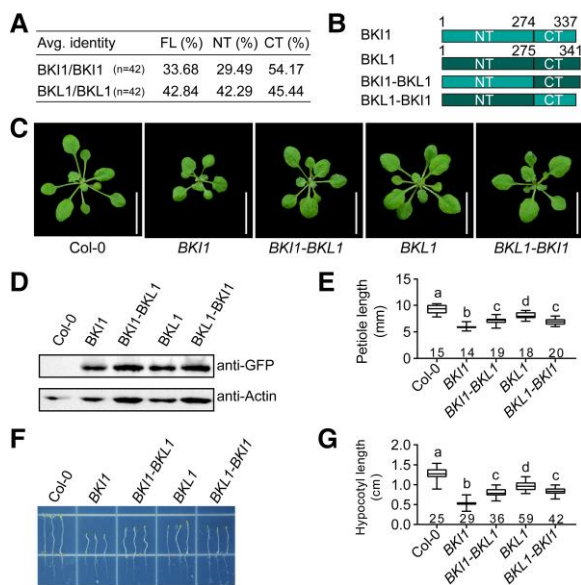 A
Avg. identity FL (%) NT (%) CT (%)
BKI1/BKI1 (n=42) 33.68 29.49 54.17
BKL1/BKL1 (n=42) 42.84 42.29 45.44
B
1 274 337
BKI1 NT CT
1 275 341
BKL1 NT CT
BKI1-BKL1 NT CT
BKL1-BKI1 NT CT
C
Col-0 BKI1 BKI1-BKL1 BKL1 BKL1-BKI1
D
Col-0 BKI1 BKI1-BKL1 BKL1 BKL1-BKI1
anti-GFP
anti-Actin
E
Petiole length
(mm)
15
10
5
0
a b c d c
15 14 19 18 20
Col-0 BKI1 BKI1-BKL1 BKL1 BKL1-BKI1
F
Col-0 BKI1 BKI1-BKL1 BKL1 BKL1-BKI1
G
Hypocotyl length
(cm)
2.0
1.5
1.0
0.5
0.0
a b c d c
25 29 36 59 42
Col-0 BKI1 BKI1-BKL1 BKL1 BKL1-BKI1